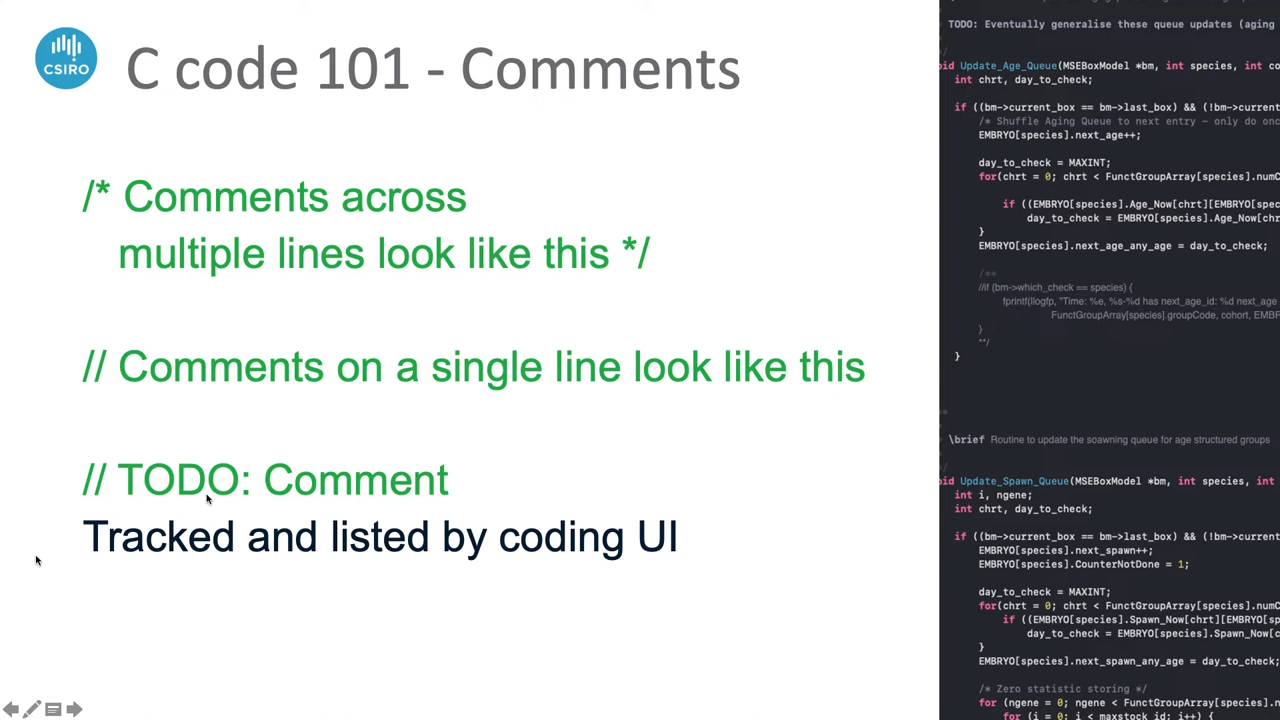 CSIRO
C code 101 - Comments
/* Comments across
multiple lines look like this */
// Comments on a single line look like this
// TODO: Comment
Tracked and listed by coding UI
TODO: Eventually generalise these queue updates (aging
*/
Update_Age_Queue(MSEBoxModel *bm, int species, int
int chrt, day_to_check;
if ((bm->current_box == bm->last_box) && (!bm->curren
/* Shuffle Aging Queue to next entry – only do onc
EMBRYO[species].next_age++;
day_to_check = MAXINT;
for(chrt = 0; chrt < FunctGroupArray[species].numC
if ((EMBRYO[species].Age_Now[chrt][EMBRYO[spec
day_to_check = EMBRYO[species].Age_Now[chr
}
EMBRYO[species].next_age_any_age = day_to_check;
/**
//if (bm->which_check == species) {
fprintf(llogfp, "Time: %e, %s-%d has next_age_id: %d next_age
FunctGroupArray[species].groupCode, cohort, EMBR
}
**/
}
\brief Routine to update the soawning queue for age structured groups
*/
Update_Spawn_Queue(MSEBoxModel *bm, int species, int
int i, ngene;
int chrt, day_to_check;
if ((bm->current_box == bm->last_box) && (!bm->curren
EMBRYO[species].next_spawn++;
EMBRYO[species].CounterNotDone = 1;
day_to_check = MAXINT;
for(chrt = 0; chrt < FunctGroupArray[species].numC
if ((EMBRYO[species].Spawn_Now[chrt][EMBRYO[sp
day_to_check = EMBRYO[species].Spawn_Now[c
}
EMBRYO[species].next_spawn_any_age = day_to_check;
/* Zero statistic storing */
for (ngene = 0; ngene < FunctGroupArray[species].n
for (i = 0; i < maxstock_id; i++) {